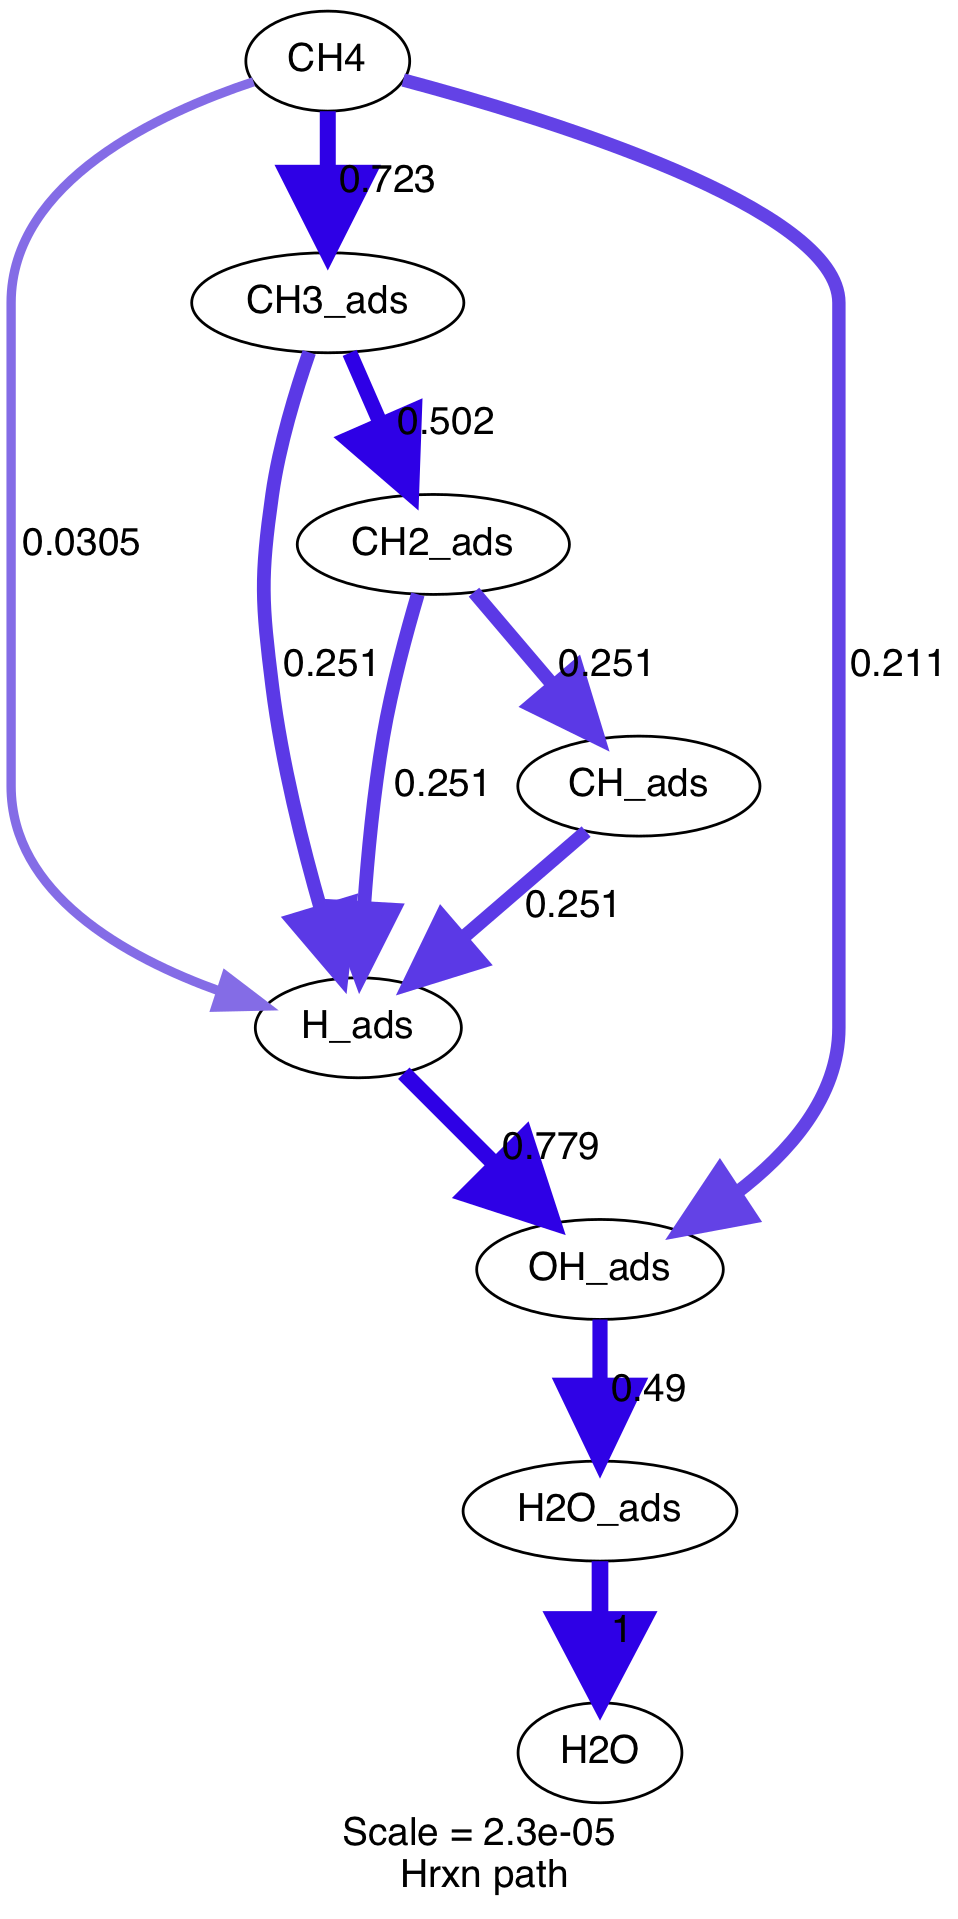 CH4
0.723
CH3_ads
0.502
CH2_ads
0.0305
0.251
0.251
0.211
0.251
CH_ads
0.251
H_ads
0.779
OH_ads
0.49
H2O_ads
1
H2O
Scale = 2.3e-05
Hrxn path